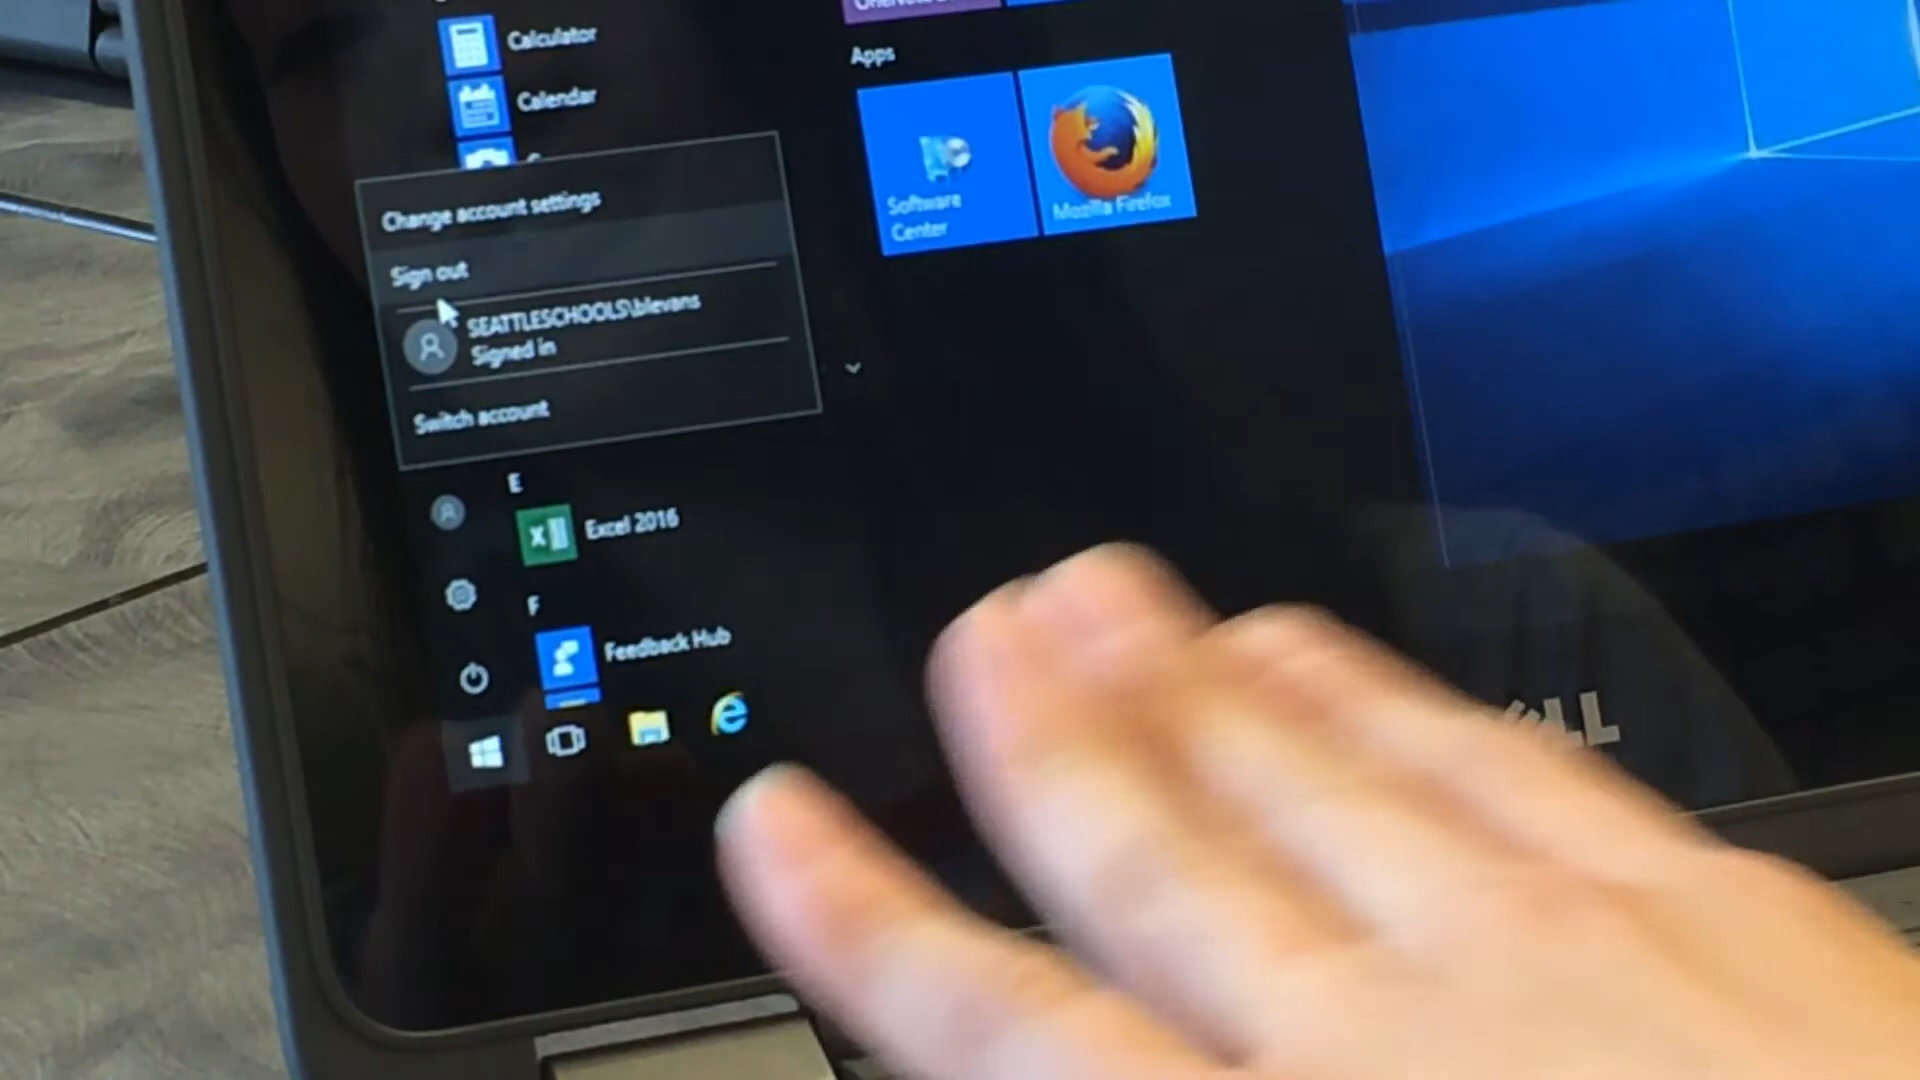 Calculator
Calendar
Change account settings
Sign out
SEATTLESCHOOLS\blevans
Signed in
Switch account
E
Excel 2016
F
Feedback Hub
OneNote
Apps
Software
Center
Mozilla Firefox